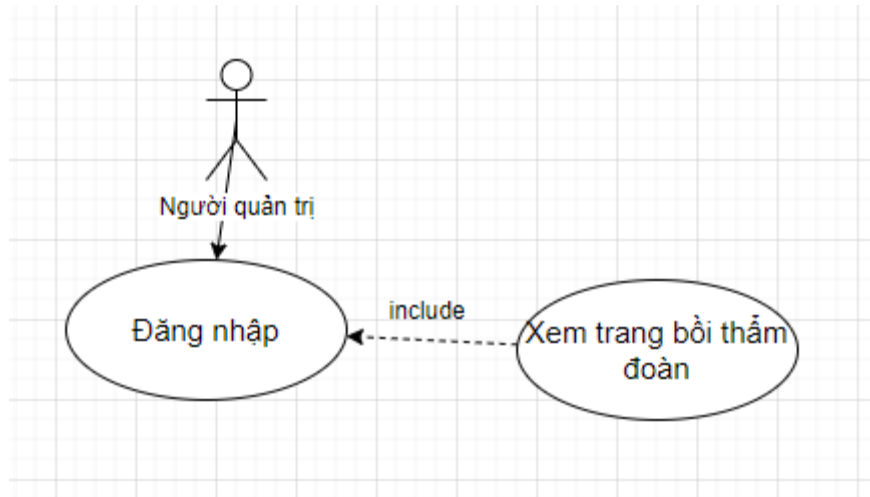 Người quản trị
include
Đăng nhập
Xem trang bồi thẩm
đoàn